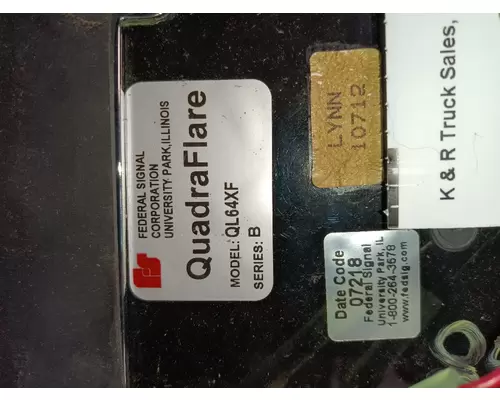 FEDERAL SIGNAL
CORPORATION
UNIVERSITY PARK, ILLINOIS
QuadraFlare
MODEL: QL64XF
SERIES: B
LYNN
10712
Date Code
07218
Federal Signal
University Park, IL
1-800-264-3578
www.fedsig.com
K & R Truck Sales,